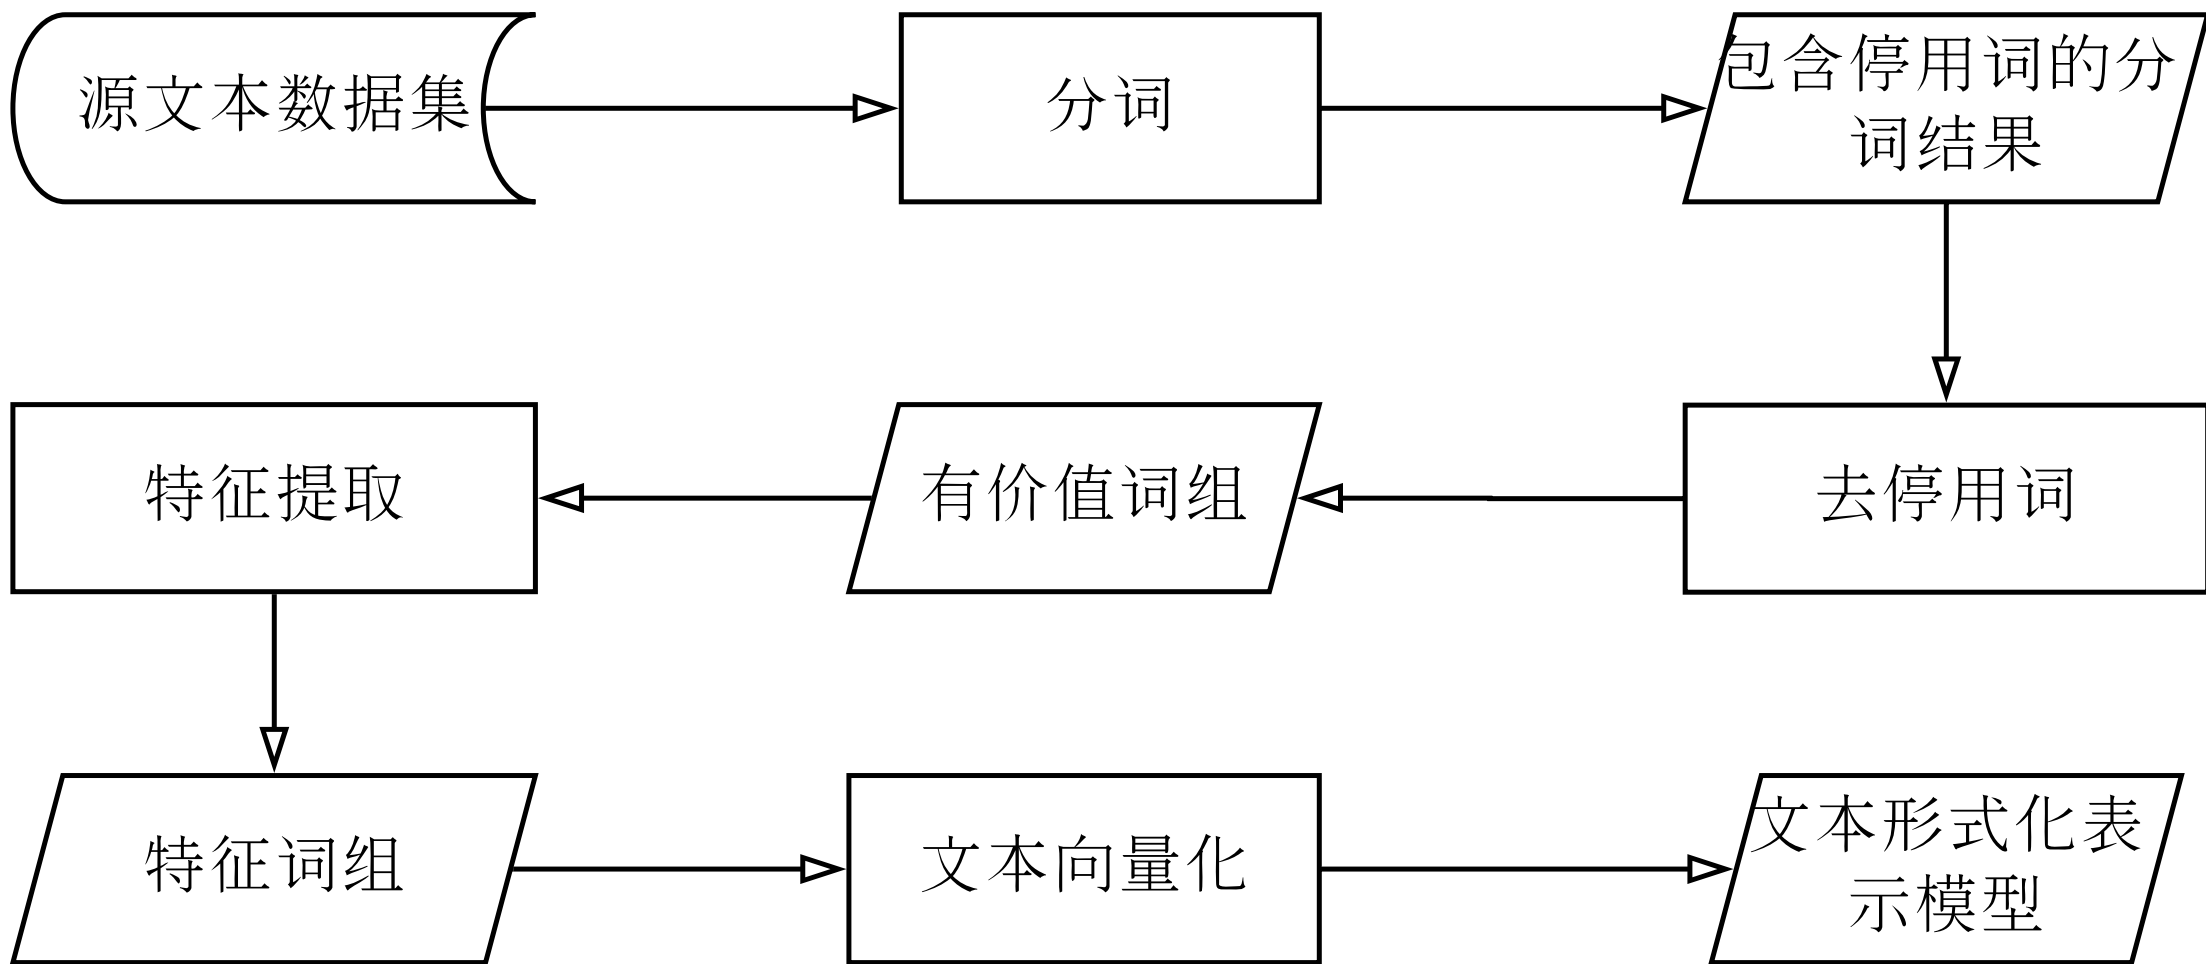 源文本数据集
分词
包含停用词的分
词结果
特征提取
有价值词组
去停用词
特征词组
文本向量化
文本形式化表
示模型